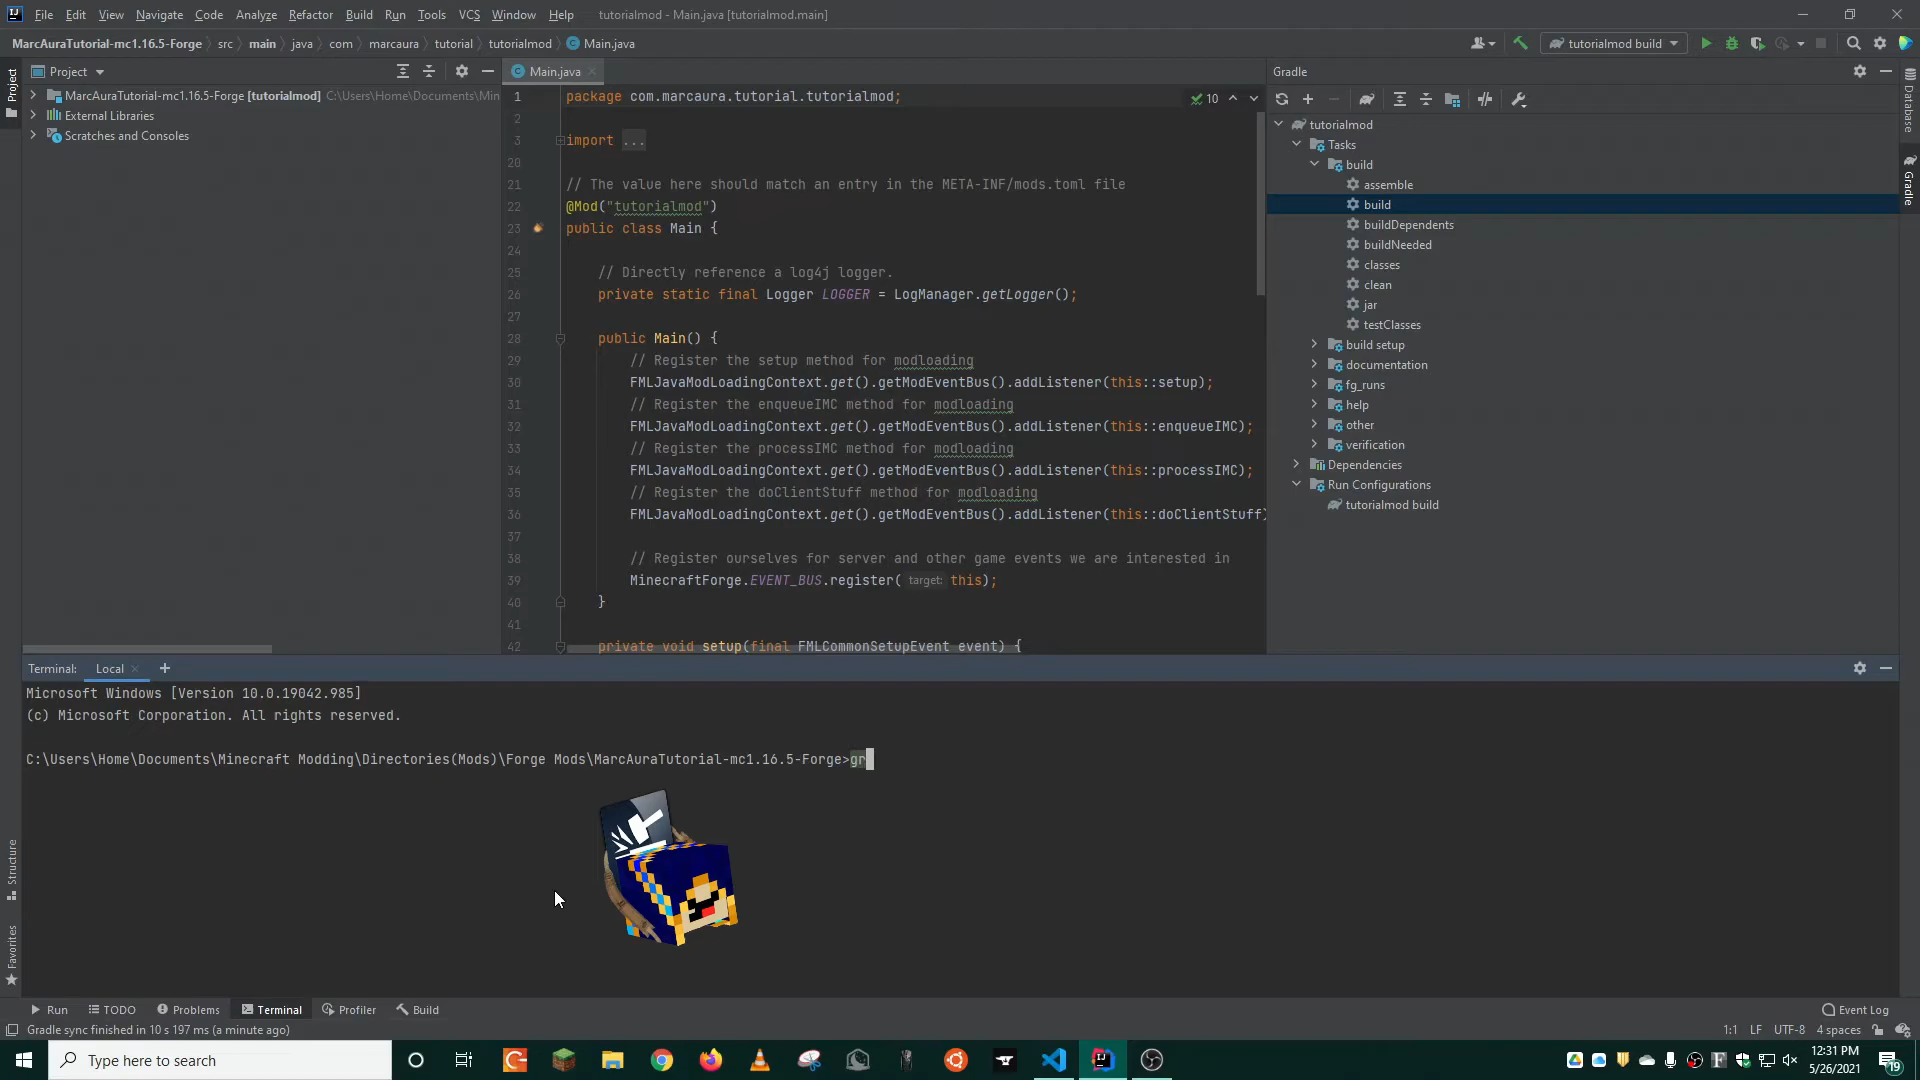 File Edit View Navigate Code Analyze Refactor Build Run Tools VCS Window Help tutorialmod - Main.java [tutorialmod.main]
MarcAuraTutorial-mc1.16.5-Forge src main java com marcaura tutorial tutorialmod Main.java tutorialmod build
Project
Main.java
Gradle
Project
MarcAuraTutorial-mc1.16.5-Forge [tutorialmod] C:\Users\Home\Documents\Min
External Libraries
Scratches and Consoles
10
1 package com.marcaura.tutorial.tutorialmod;
2
3 import ...
20
21 // The value here should match an entry in the META-INF/mods.toml file
22 @Mod("tutorialmod")
23 public class Main {
24
25 // Directly reference a log4j logger.
26 private static final Logger LOGGER = LogManager.getLogger();
27
28 public Main() {
29 // Register the setup method for modloading
30 FMLJavaModLoadingContext.get().getModEventBus().addListener(this::setup);
31 // Register the enqueueIMC method for modloading
32 FMLJavaModLoadingContext.get().getModEventBus().addListener(this::enqueueIMC);
33 // Register the processIMC method for modloading
34 FMLJavaModLoadingContext.get().getModEventBus().addListener(this::processIMC);
35 // Register the doClientStuff method for modloading
36 FMLJavaModLoadingContext.get().getModEventBus().addListener(this::doClientStuff)
37
38 // Register ourselves for server and other game events we are interested in
39 MinecraftForge.EVENT_BUS.register( target: this);
40 }
41
42 private void setup(final FMLCommonSetupEvent event) {
tutorialmod
Tasks
build
assemble
build
buildDependents
buildNeeded
classes
clean
jar
testClasses
build setup
documentation
fg_runs
help
other
verification
Dependencies
Run Configurations
tutorialmod build
Database
Gradle
Structure
Favorites
Terminal: Local
Microsoft Windows [Version 10.0.19042.985]
(c) Microsoft Corporation. All rights reserved.
C:\Users\Home\Documents\Minecraft Modding\Directories(Mods)\Forge Mods\MarcAuraTutorial-mc1.16.5-Forge>gr
Run TODO Problems Terminal Profiler Build Event Log
Gradle sync finished in 10 s 197 ms (a minute ago) 1:1 LF UTF-8 4 spaces
Type here to search
12:31 PM
5/26/2021
19